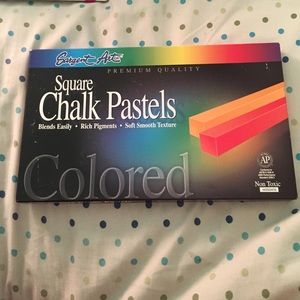 Sargent Art
PREMIUM QUALITY
Square
Chalk Pastels
Blends Easily • Rich Pigments • Soft Smooth Texture
Colored
AP
Non Toxic